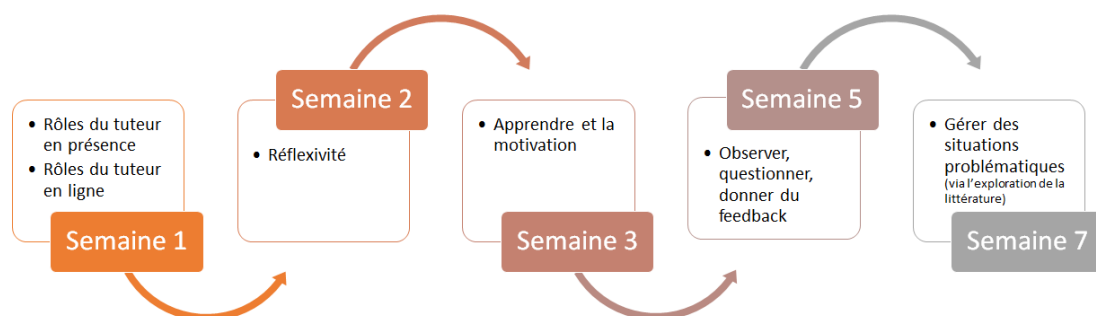 • Rôles du tuteur
en présence
• Rôles du tuteur
en ligne
Semaine 1
Semaine 2
• Réflexivité
• Apprendre et la
motivation
Semaine 3
Semaine 5
• Observer,
questionner,
donner du
feedback
• Gérer des
situations
problématiques
(via l'exploration de la
littérature)
Semaine 7